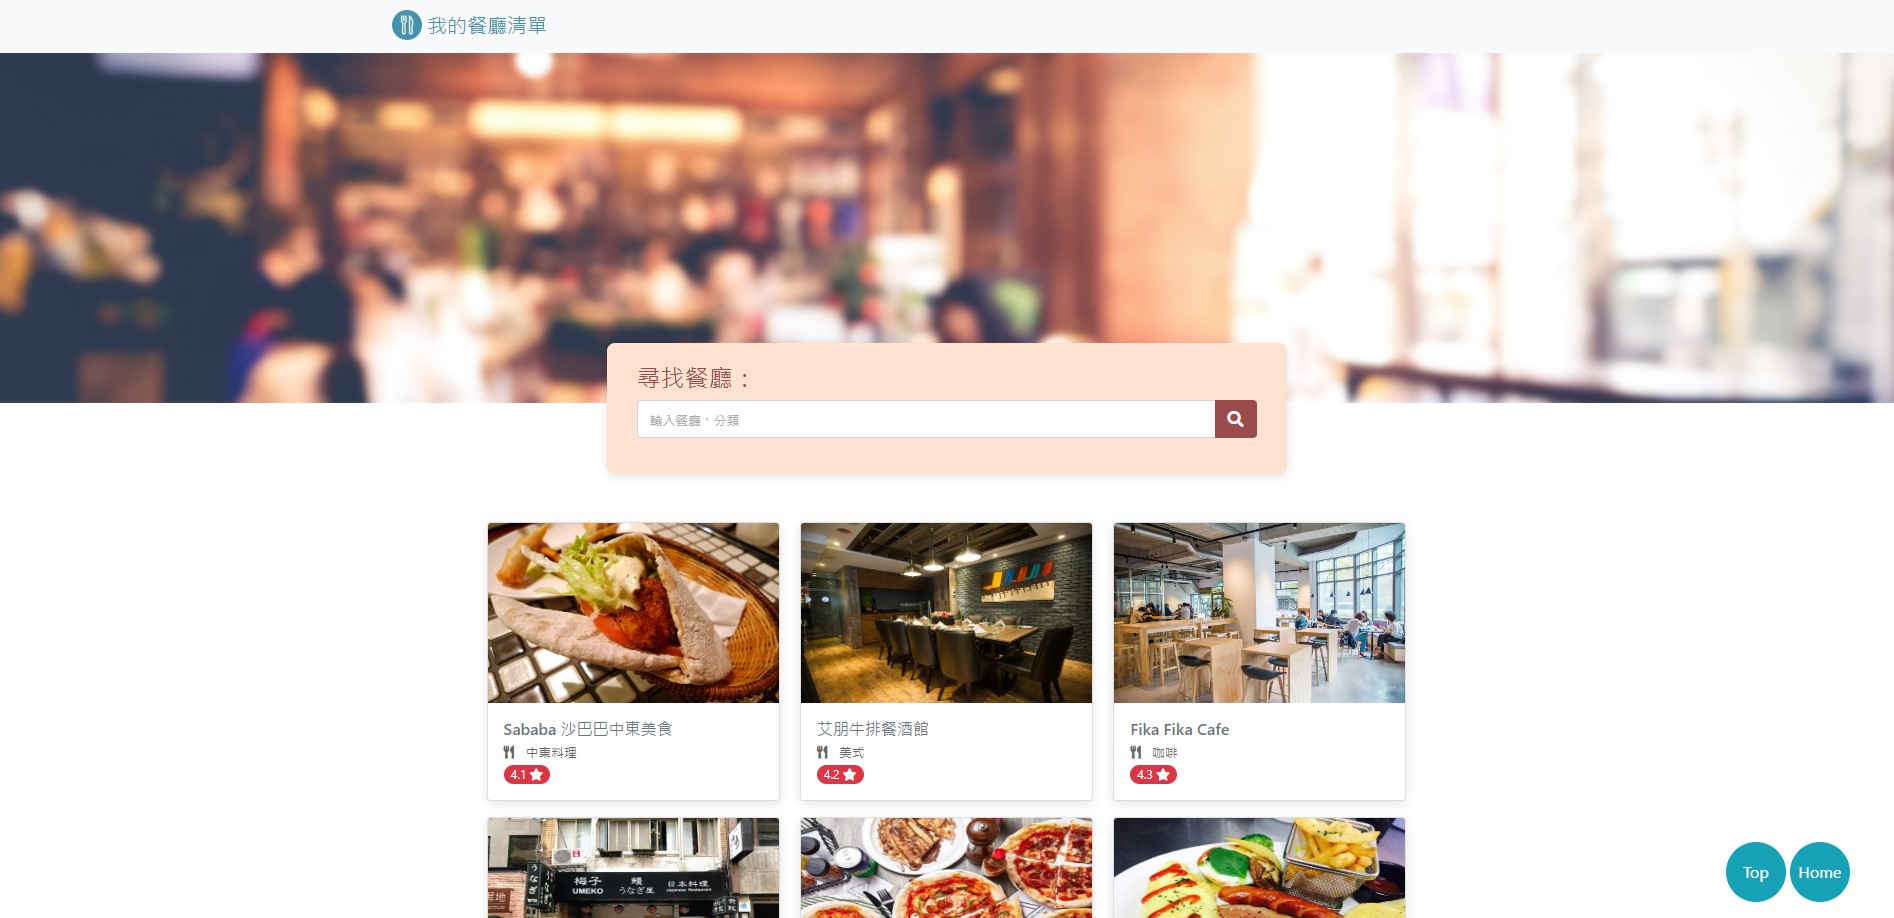 我的餐廳清單
尋找餐廳：
輸入餐廳、分類
Sababa 沙巴巴中東美食
中東料理
4.1
艾朋牛排餐酒館
美式
4.2
Fika Fika Cafe
咖啡
4.3
うなぎ
梅子
UMEKO
鰻
うなぎ屋
日本料理
Japanese Restaurant
Top
Home